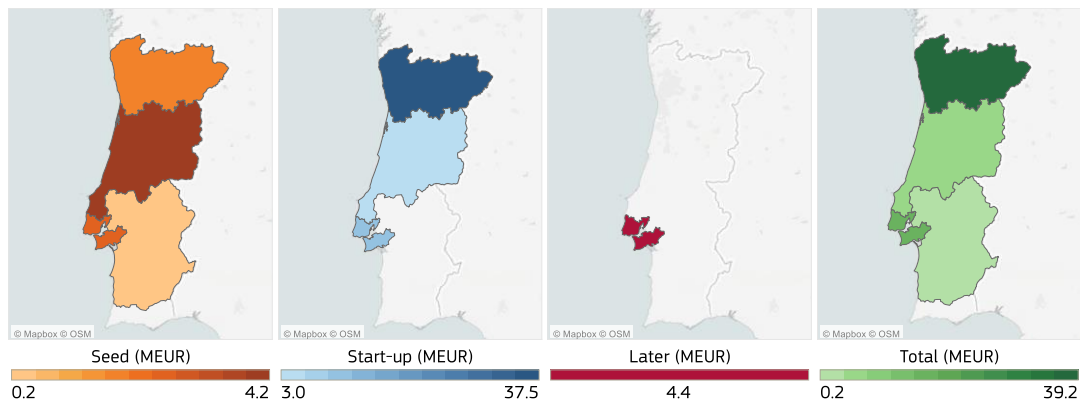 © Mapbox © OSM
© Mapbox © OSM
© Mapbox © OSM
© Mapbox © OSM
Seed (MEUR)
Start-up (MEUR)
Later (MEUR)
Total (MEUR)
0.2 4.2
3.0 37.5
4.4
0.2 39.2